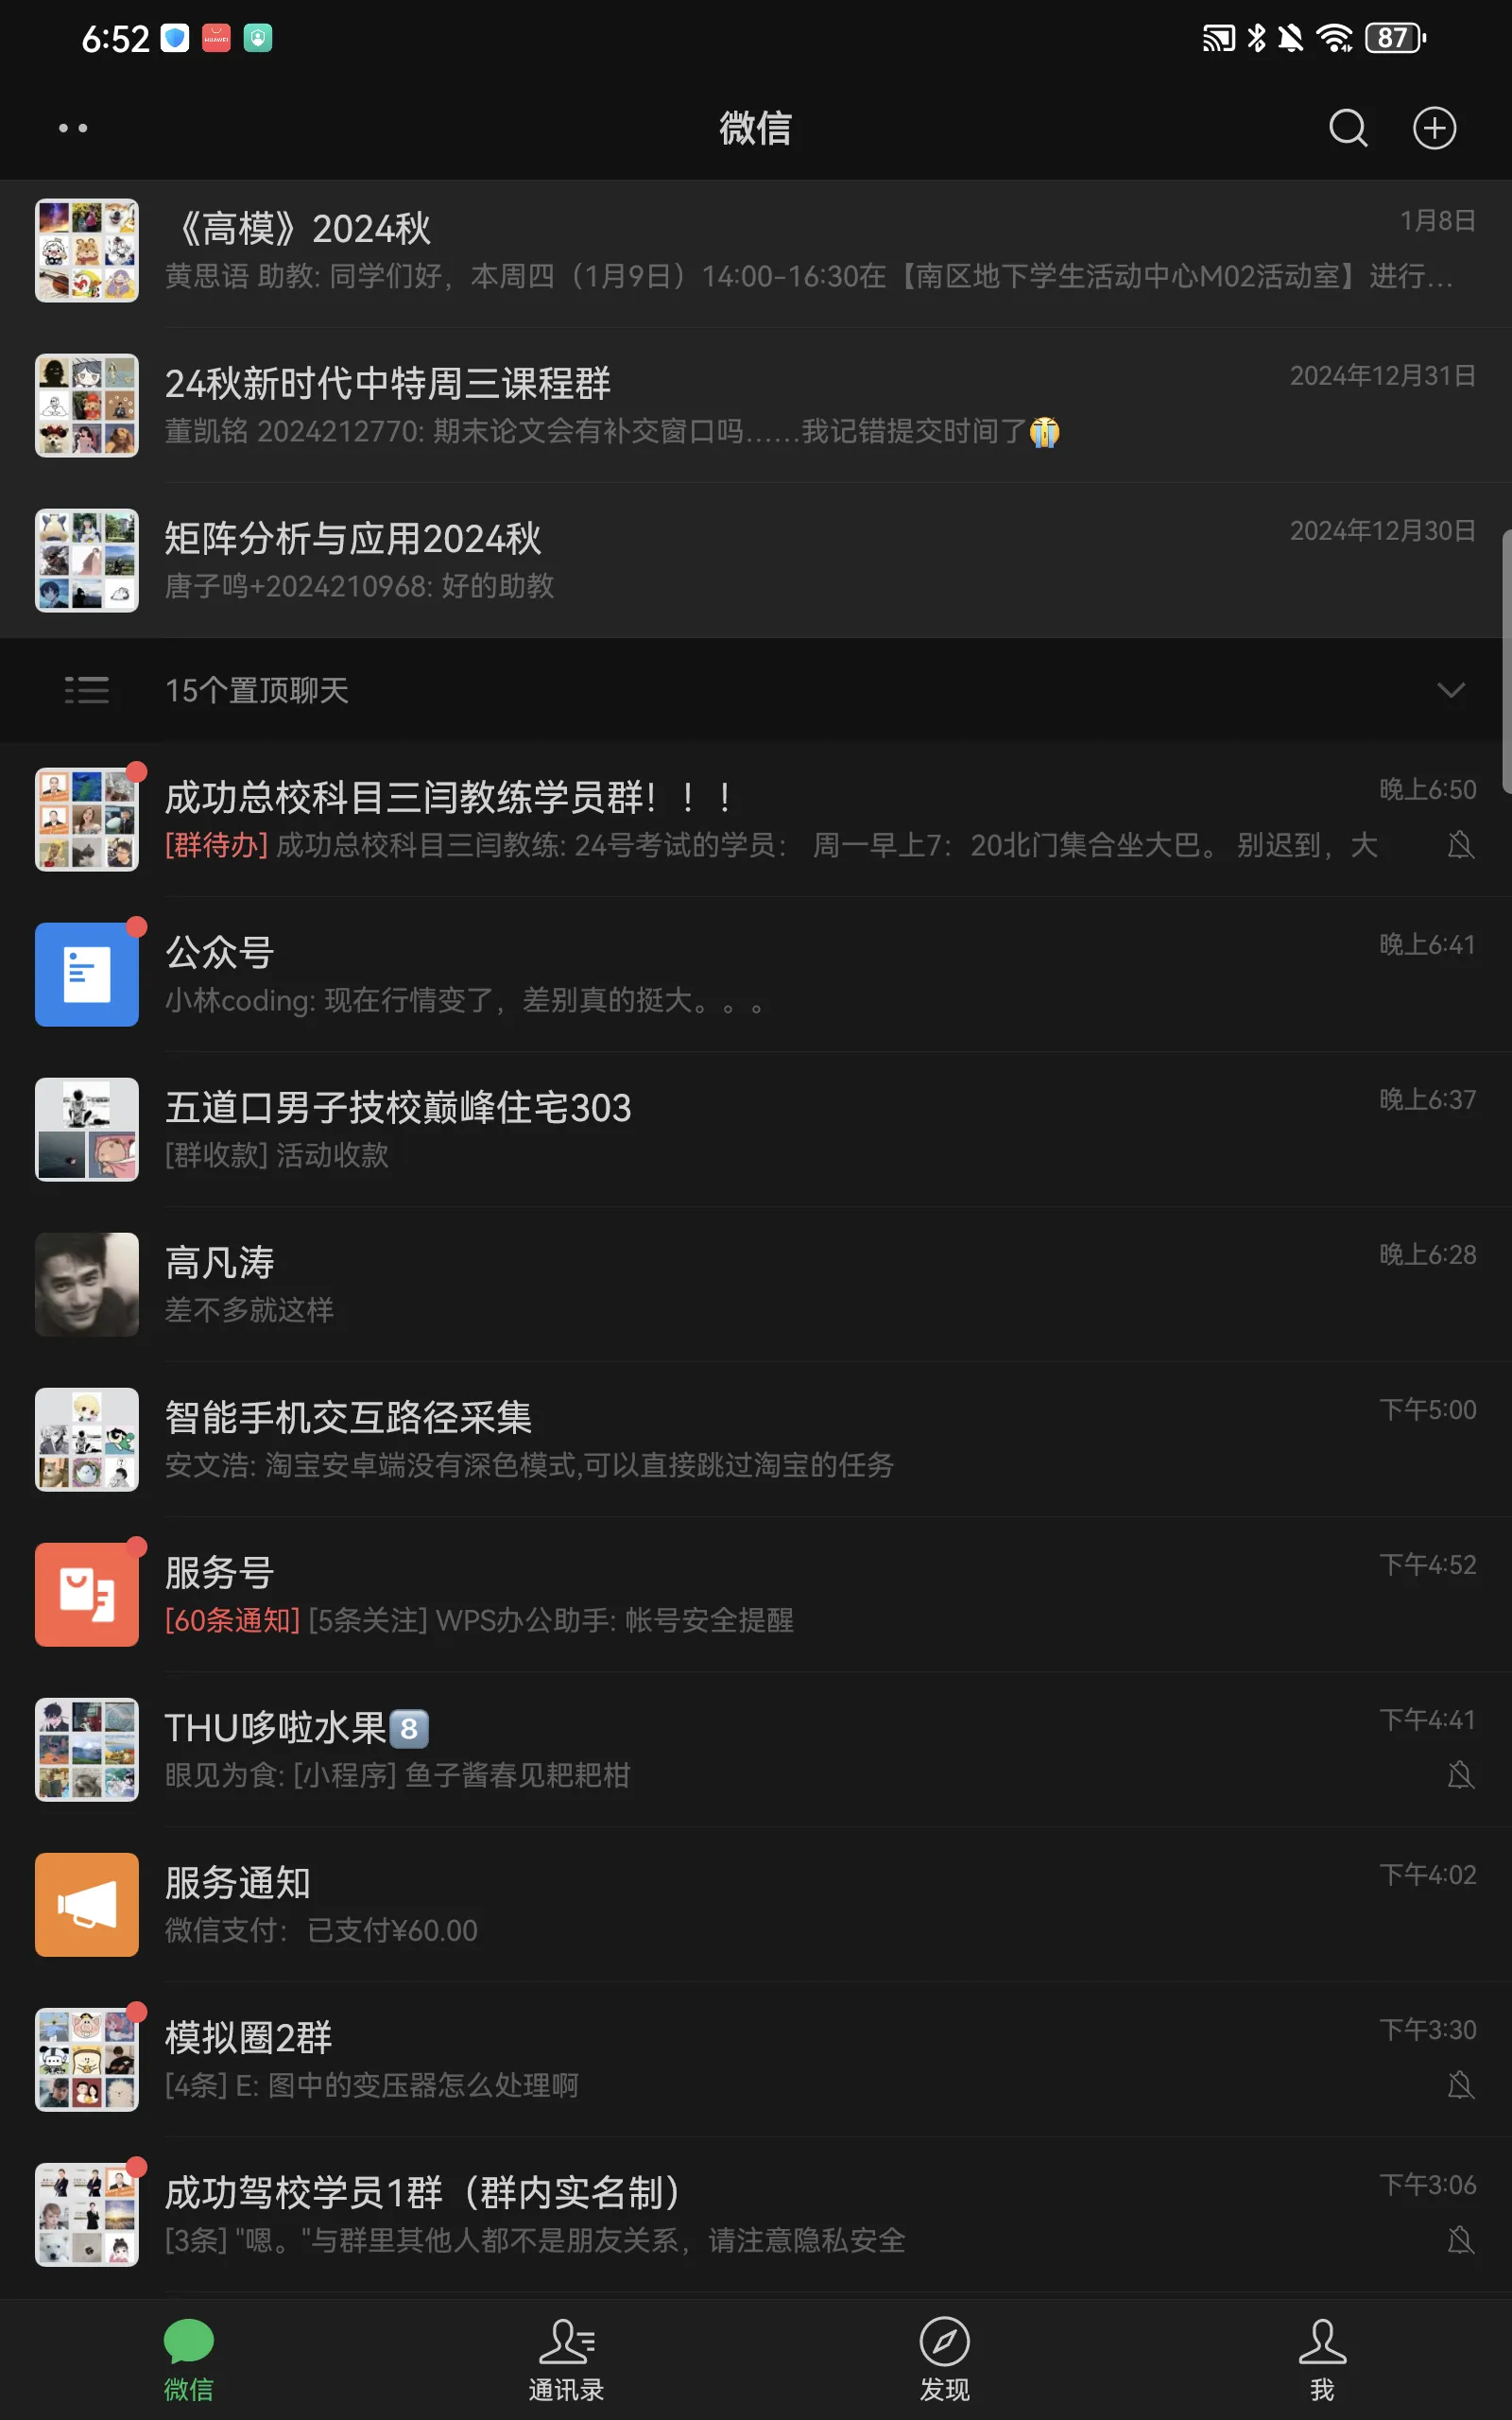 6:52
HUAWEI
87
微信
《高模》2024秋
1月8日
黄思语 助教: 同学们好，本周四（1月9日）14:00-16:30在【南区地下学生活动中心M02活动室】进行...
24秋新时代中特周三课程群
2024年12月31日
董凯铭 2024212770: 期末论文会有补交窗口吗……我记错提交时间了😭
矩阵分析与应用2024秋
2024年12月30日
唐子鸣+2024210968: 好的助教
15个置顶聊天
成功总校科目三闫教练学员群！！！
晚上6:50
[群待办] 成功总校科目三闫教练: 24号考试的学员： 周一早上7：20北门集合坐大巴。 别迟到，大
公众号
晚上6:41
小林coding: 现在行情变了，差别真的挺大。。。
五道口男子技校巅峰住宅303
晚上6:37
[群收款] 活动收款
高凡涛
晚上6:28
差不多就这样
智能手机交互路径采集
下午5:00
安文浩: 淘宝安卓端没有深色模式,可以直接跳过淘宝的任务
服务号
下午4:52
[60条通知] [5条关注] WPS办公助手: 帐号安全提醒
THU哆啦水果8️⃣
下午4:41
眼见为食: [小程序] 鱼子酱春见耙耙柑
服务通知
下午4:02
微信支付：已支付¥60.00
模拟圈2群
下午3:30
[4条] E: 图中的变压器怎么处理啊
成功驾校学员1群（群内实名制）
下午3:06
[3条] "嗯。"与群里其他人都不是朋友关系，请注意隐私安全
微信
通讯录
发现
我